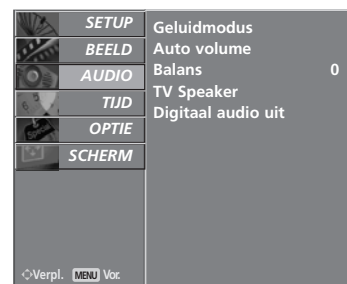 SETUP
BEELD
AUDIO
TIJD
OPTIE
SCHERM
Geluidmodus
Auto volume
Balans 0
TV Speaker
Digitaal audio uit
Verpl. MENU Vor.